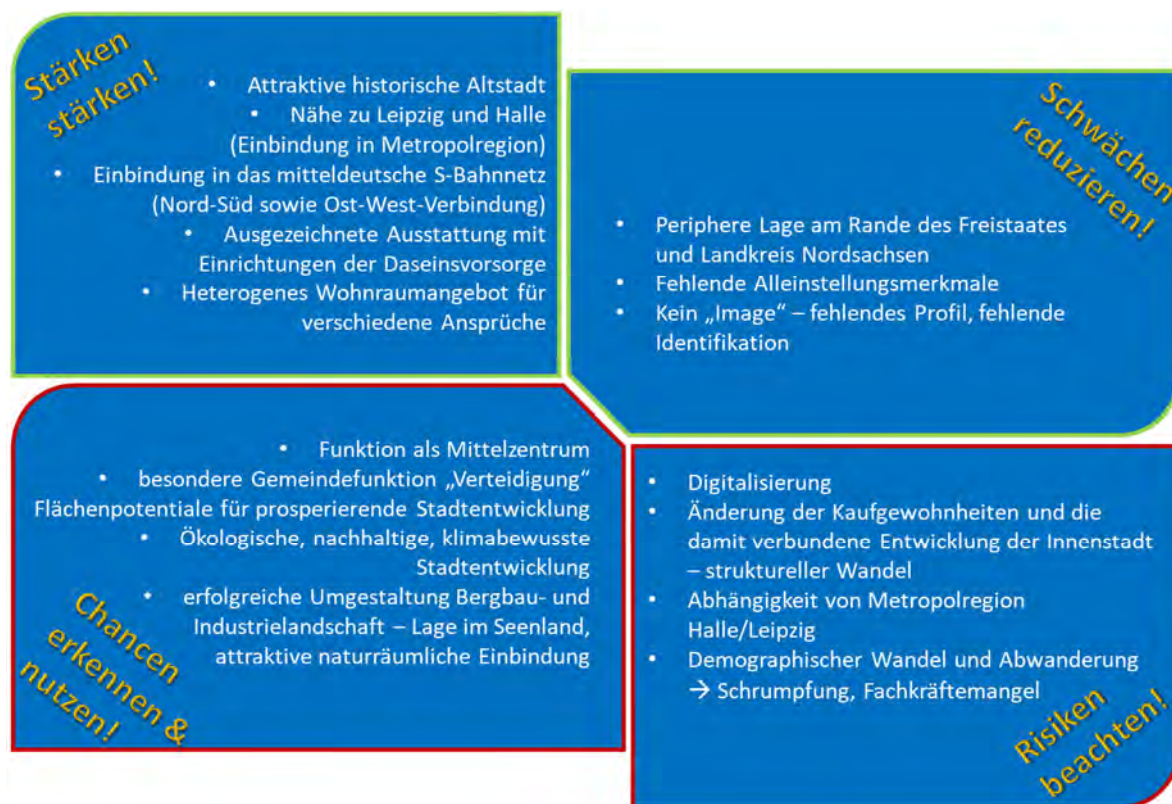 Stärken
stärken!
• Attraktive historische Altstadt
• Nähe zu Leipzig und Halle
(Einbindung in Metropolregion)
• Einbindung in das mitteldeutsche S-Bahnnetz
(Nord-Süd sowie Ost-West-Verbindung)
• Ausgezeichnete Ausstattung mit
Einrichtungen der Daseinsvorsorge
• Heterogenes Wohnraumangebot für
verschiedene Ansprüche
Schwächen
reduzieren!
• Periphere Lage am Rande des Freistaates
und Landkreis Nordsachsen
• Fehlende Alleinstellungsmerkmale
• Kein „Image“ – fehlendes Profil, fehlende
Identifikation
• Funktion als Mittelzentrum
• besondere Gemeindefunktion „Verteidigung“
Flächenpotentiale für prosperierende Stadtentwicklung
• Ökologische, nachhaltige, klimabewusste
Stadtentwicklung
• erfolgreiche Umgestaltung Bergbau- und
Industrielandschaft – Lage im Seenland,
attraktive naturräumliche Einbindung
Chancen
erkennen &
nutzen!
• Digitalisierung
• Änderung der Kaufgewohnheiten und die
damit verbundene Entwicklung der Innenstadt
– struktureller Wandel
• Abhängigkeit von Metropolregion
Halle/Leipzig
• Demographischer Wandel und Abwanderung
→ Schrumpfung, Fachkräftemangel
Risiken
beachten!